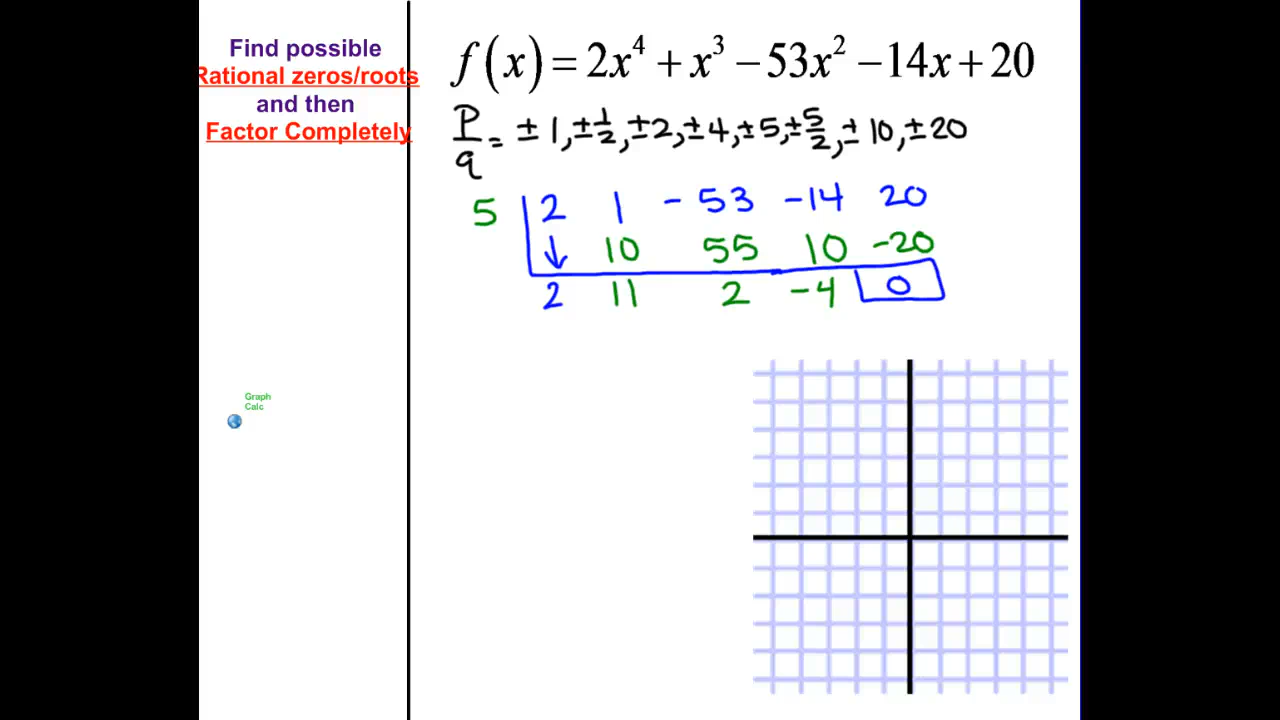 Find possible
Rational zeros/roots
and then
Factor Completely
Graph
Calc
f(x) = 2x⁴ + x³ − 53x² − 14x + 20
P/q = ± 1, ± 1/2, ± 2, ± 4, ± 5, ± 5/2, ± 10, ± 20
5 | 2 1 - 53 - 14 20
↓ 10 55 10 -20
2 11 2 -4 0